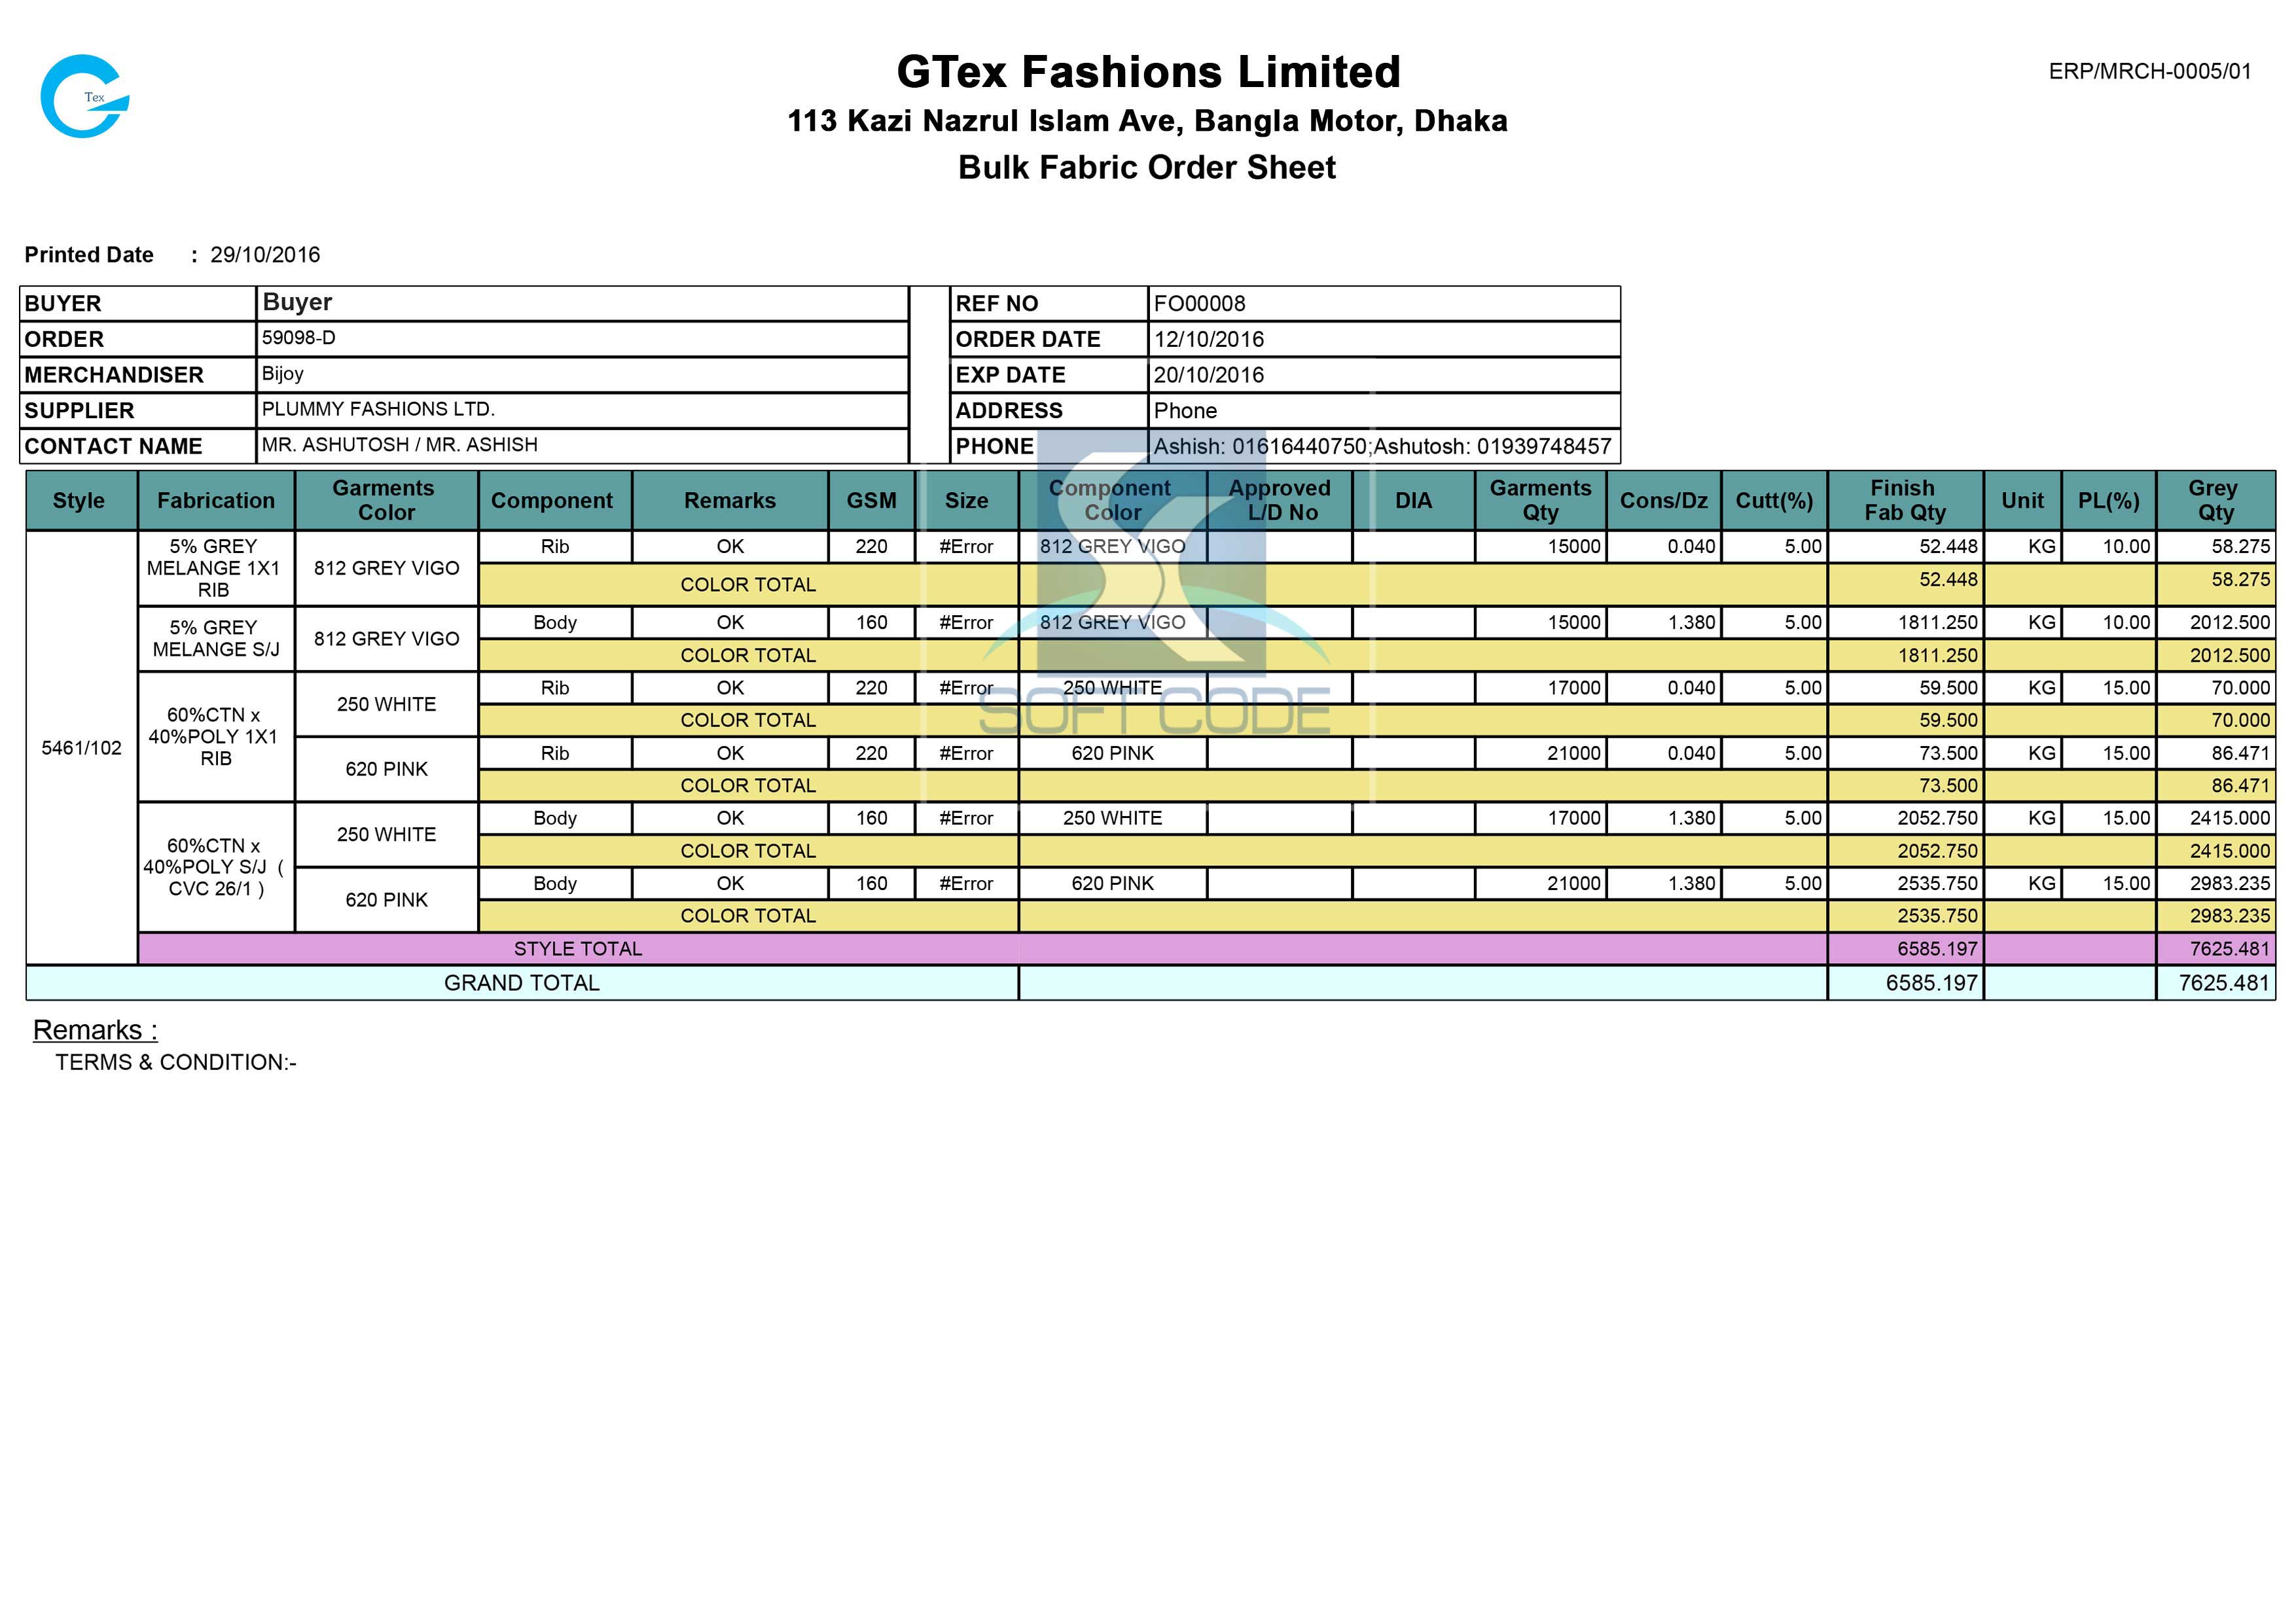 Tex
GTex Fashions Limited
ERP/MRCH-0005/01
113 Kazi Nazrul Islam Ave, Bangla Motor, Dhaka
Bulk Fabric Order Sheet
Printed Date : 29/10/2016
BUYER Buyer REF NO FO00008
ORDER 59098-D ORDER DATE 12/10/2016
MERCHANDISER Bijoy EXP DATE 20/10/2016
SUPPLIER PLUMMY FASHIONS LTD. ADDRESS Phone
CONTACT NAME MR. ASHUTOSH / MR. ASHISH PHONE Ashish: 01616440750;Ashutosh: 01939748457
Style Fabrication Garments Color Component Remarks GSM Size Component Color Approved L/D No DIA Garments Qty Cons/Dz Cutt(%) Finish Fab Qty Unit PL(%) Grey Qty
5461/102
5% GREY MELANGE 1X1 RIB 812 GREY VIGO Rib OK 220 #Error 812 GREY VIGO 15000 0.040 5.00 52.448 KG 10.00 58.275
COLOR TOTAL 52.448 58.275
5% GREY MELANGE S/J 812 GREY VIGO Body OK 160 #Error 812 GREY VIGO 15000 1.380 5.00 1811.250 KG 10.00 2012.500
COLOR TOTAL 1811.250 2012.500
60%CTN x 40%POLY 1X1 RIB 250 WHITE Rib OK 220 #Error 250 WHITE 17000 0.040 5.00 59.500 KG 15.00 70.000
COLOR TOTAL 59.500 70.000
620 PINK Rib OK 220 #Error 620 PINK 21000 0.040 5.00 73.500 KG 15.00 86.471
COLOR TOTAL 73.500 86.471
60%CTN x 40%POLY S/J ( CVC 26/1 ) 250 WHITE Body OK 160 #Error 250 WHITE 17000 1.380 5.00 2052.750 KG 15.00 2415.000
COLOR TOTAL 2052.750 2415.000
620 PINK Body OK 160 #Error 620 PINK 21000 1.380 5.00 2535.750 KG 15.00 2983.235
COLOR TOTAL 2535.750 2983.235
STYLE TOTAL 6585.197 7625.481
GRAND TOTAL 6585.197 7625.481
SOFT CODE
Remarks :
TERMS & CONDITION:-